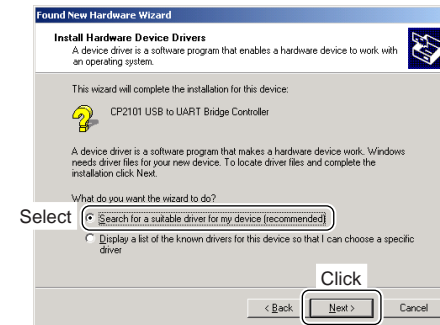 Found New Hardware Wizard
Install Hardware Device Drivers
A device driver is a software program that enables a hardware device to work with
an operating system.
This wizard will complete the installation for this device:
CP2101 USB to UART Bridge Controller
A device driver is a software program that makes a hardware device work. Windows
needs driver files for your new device. To locate driver files and complete the
installation click Next.
What do you want the wizard to do?
Select
Search for a suitable driver for my device (recommended)
Display a list of the known drivers for this device so that I can choose a specific
driver
Click
< Back
Next >
Cancel